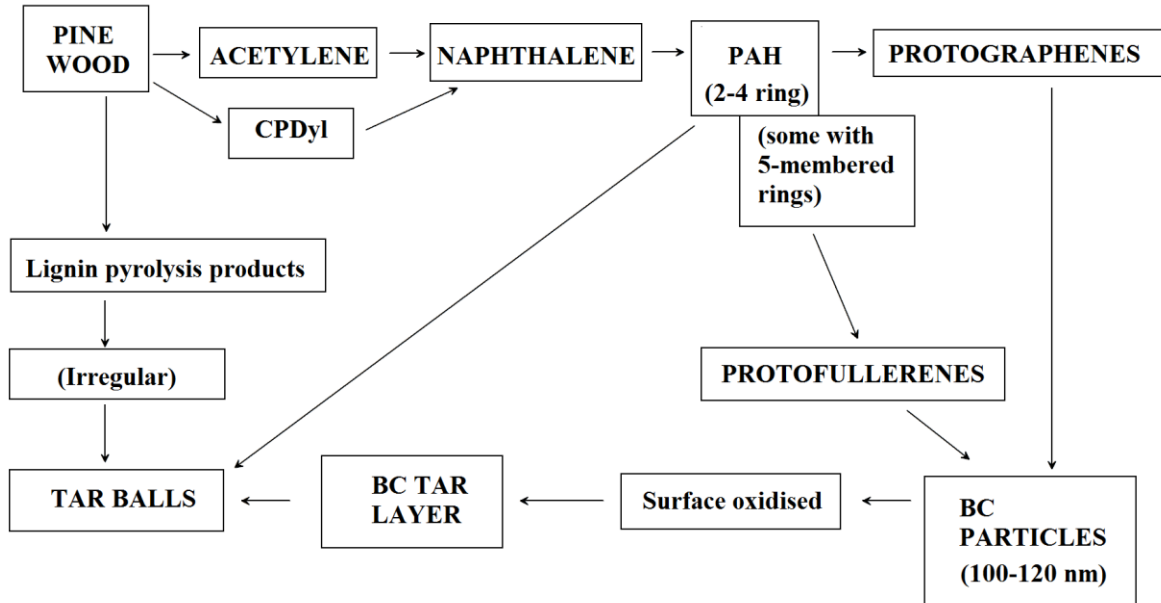 PINE
WOOD
ACETYLENE
NAPHTHALENE
PAH
(2-4 ring)
PROTOGRAPHENES
CPDyl
(some with
5-membered
rings)
Lignin pyrolysis products
(Irregular)
PROTOFULLERENES
TAR BALLS
BC TAR
LAYER
Surface oxidised
BC
PARTICLES
(100-120 nm)